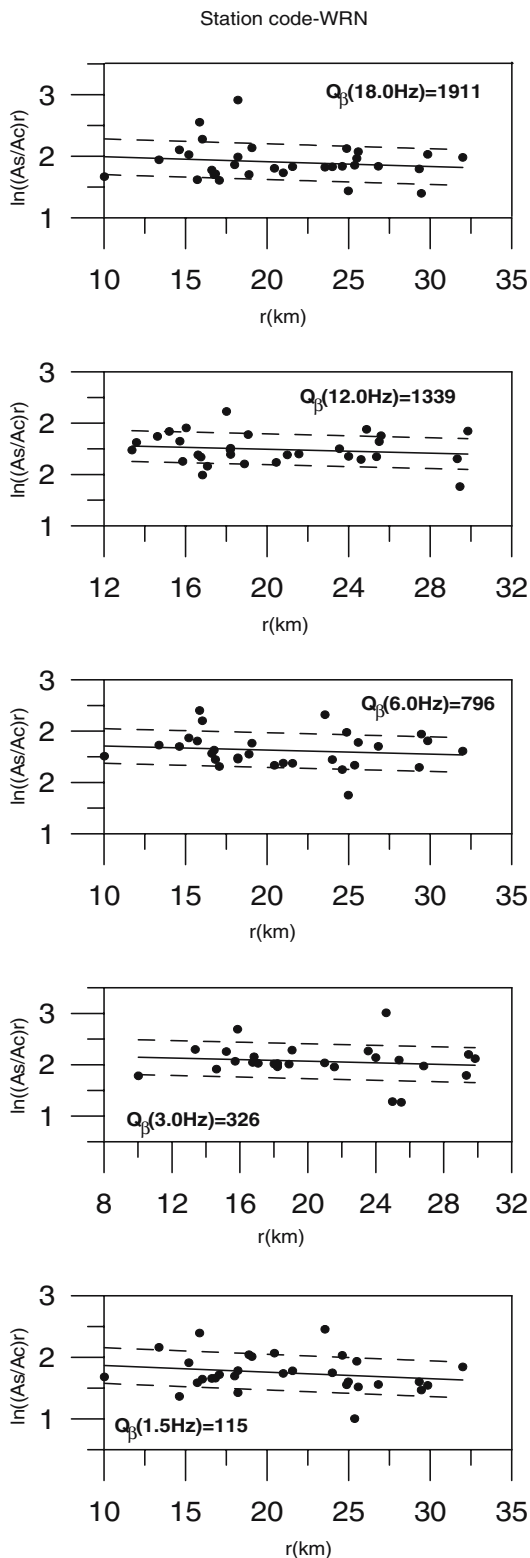 Station code-WRN
Qβ(18.0Hz)=1911
ln((As/Ac)r)
3
2
1
10 15 20 25 30 35
r(km)
Qβ(12.0Hz)=1339
ln((As/Ac)r)
3
2
2
1
12 16 20 24 28 32
r(km)
Qβ(6.0Hz)=796
ln((As/Ac)r)
3
2
2
1
10 15 20 25 30 35
r(km)
ln((As/Ac)r)
3
2
1
Qβ(3.0Hz)=326
8 12 16 20 24 28 32
r(km)
ln((As/Ac)r)
3
2
1
Qβ(1.5Hz)=115
10 15 20 25 30 35
r(km)